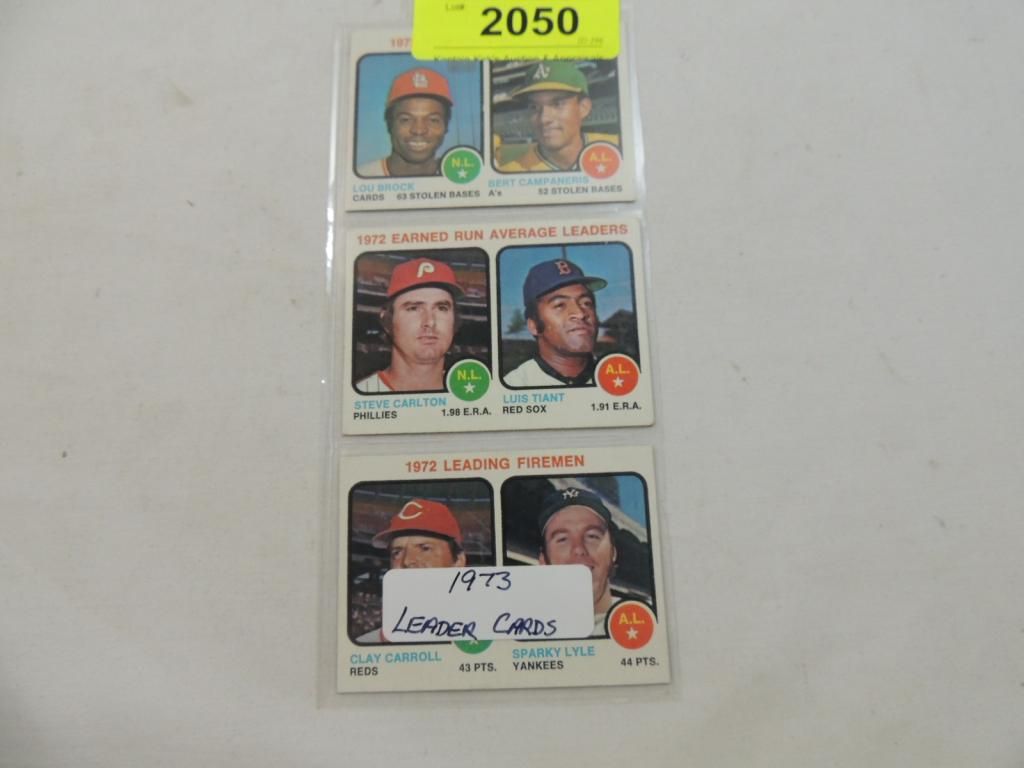 Lot#
2050
197
LOU BROCK
CARDS 63 STOLEN BASES
N.L.
BERT CAMPANERIS
A's 52 STOLEN BASES
A.L.
1972 EARNED RUN AVERAGE LEADERS
STEVE CARLTON
PHILLIES 1.98 E.R.A.
N.L.
LUIS TIANT
RED SOX 1.91 E.R.A.
A.L.
1972 LEADING FIREMEN
1973
LEADER CARDS
CLAY CARROLL
REDS 43 PTS.
SPARKY LYLE
YANKEES 44 PTS.
A.L.